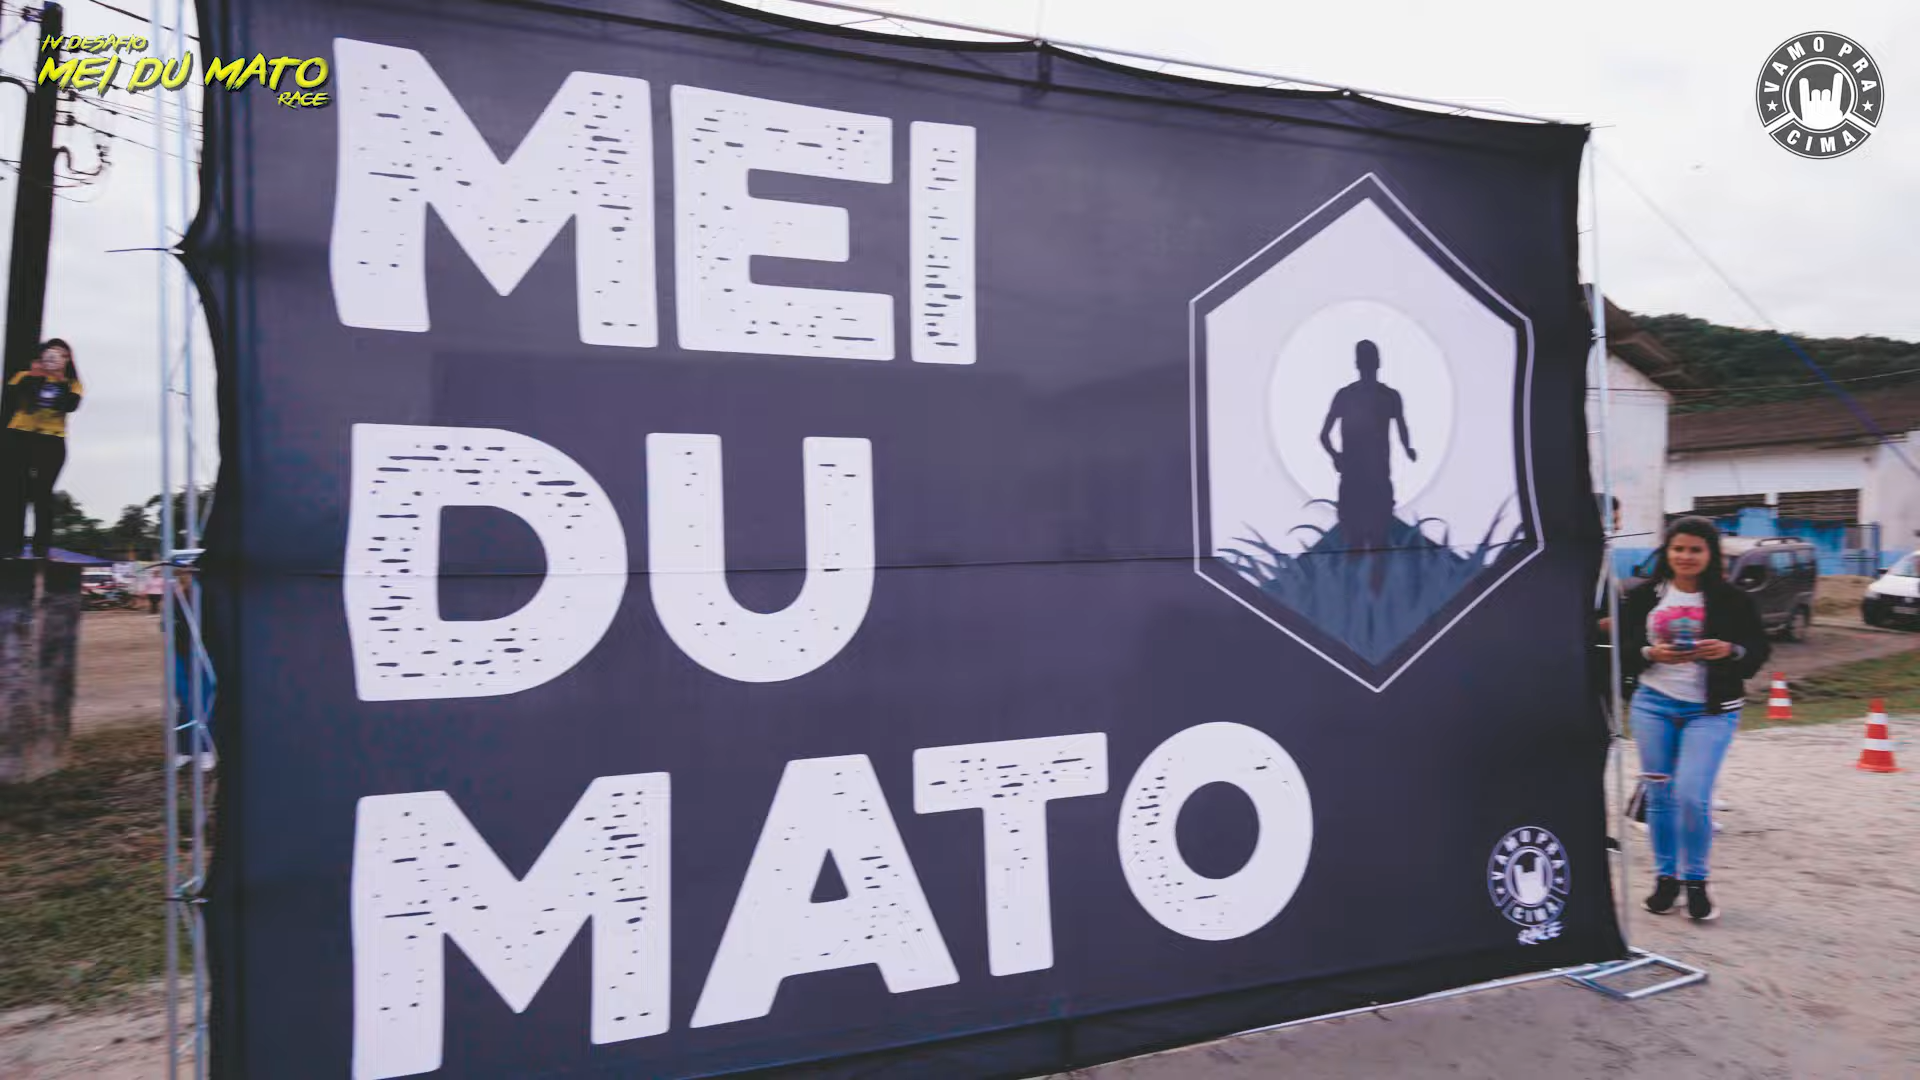 IV DESAFIO
MEI DU MATO
RACE
VAMO PRA
CIMA
MEI
DU
MATO
VAMO PRA
CIMA
RACE